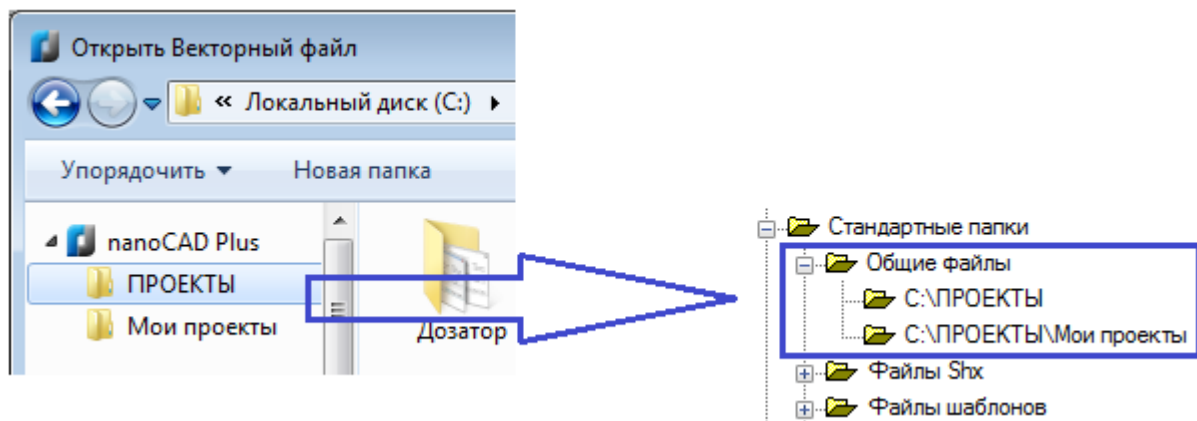 Открыть Векторный файл
« Локальный диск (C:)
Упорядочить Новая папка
nanoCAD Plus
ПРОЕКТЫ
Мои проекты
Дозатор
Стандартные папки
Общие файлы
C:\ПРОЕКТЫ
C:\ПРОЕКТЫ\Мои проекты
Файлы Shx
Файлы шаблонов